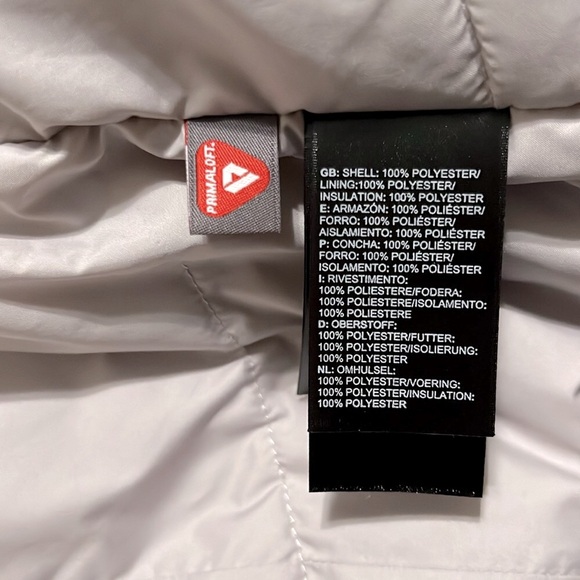 PRIMALOFT.
GB: SHELL: 100% POLYESTER/
LINING:100% POLYESTER/
INSULATION: 100% POLYESTER
E: ARMAZÓN: 100% POLIÉSTER/
FORRO: 100% POLIÉSTER/
AISLAMIENTO: 100% POLIÉSTER
P: CONCHA: 100% POLIÉSTER/
FORRO: 100% POLIÉSTER/
ISOLAMENTO: 100% POLIÉSTER
I: RIVESTIMENTO:
100% POLIESTERE/FODERA:
100% POLIESTERE/ISOLAMENTO:
100% POLIESTERE
D: OBERSTOFF:
100% POLYESTER/FUTTER:
100% POLYESTER/ISOLIERUNG:
100% POLYESTER
NL: OMHULSEL:
100% POLYESTER/VOERING:
100% POLYESTER/INSULATION:
100% POLYESTER